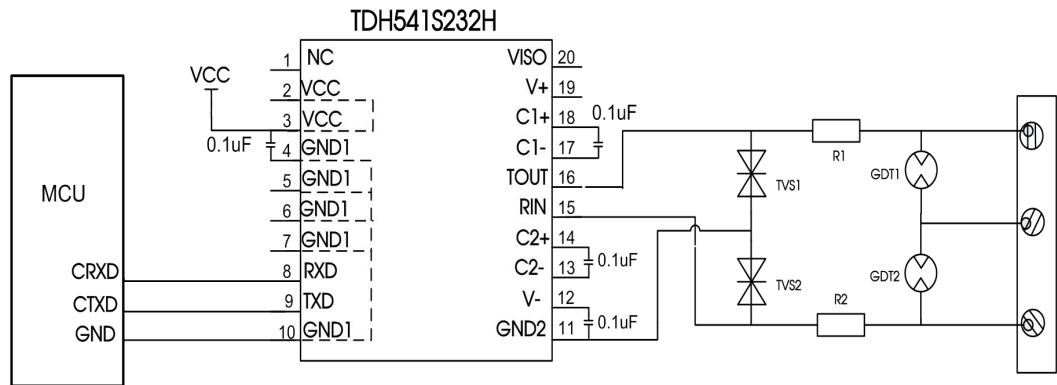 TDH541S232H
1 NC VISO 20
VCC
2 VCC V+ 19
3 VCC C1+ 18 0.1uF
0.1uF
4 GND1 C1- 17
R1
MCU
5 GND1 TOUT 16
TVS1
GDT1
6 GND1 RIN 15
7 GND1 C2+ 14
CRXD 8 RXD C2- 13 0.1uF
CTXD 9 TXD V- 12
TVS2
GDT2
R2
GND 10 GND1 GND2 11 0.1uF